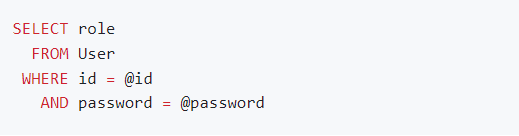 SELECT role
FROM User
WHERE id = @id
AND password = @password